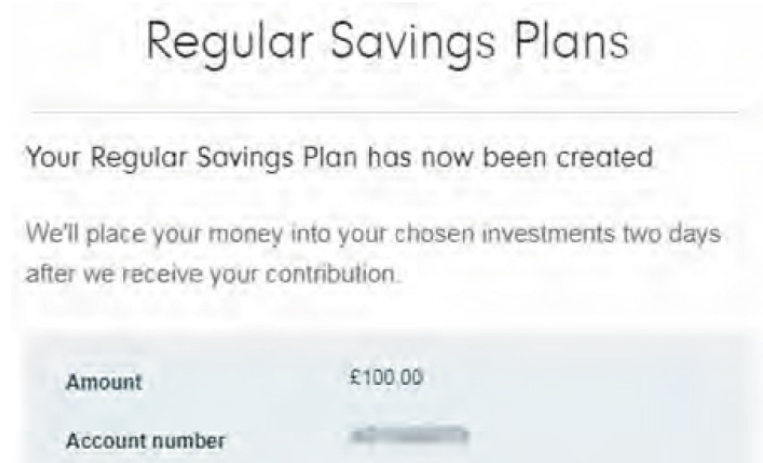 Regular Savings Plans
Your Regular Savings Plan has now been created
We'll place your money into your chosen investments two days
after we receive your contribution.
Amount £100.00
Account number